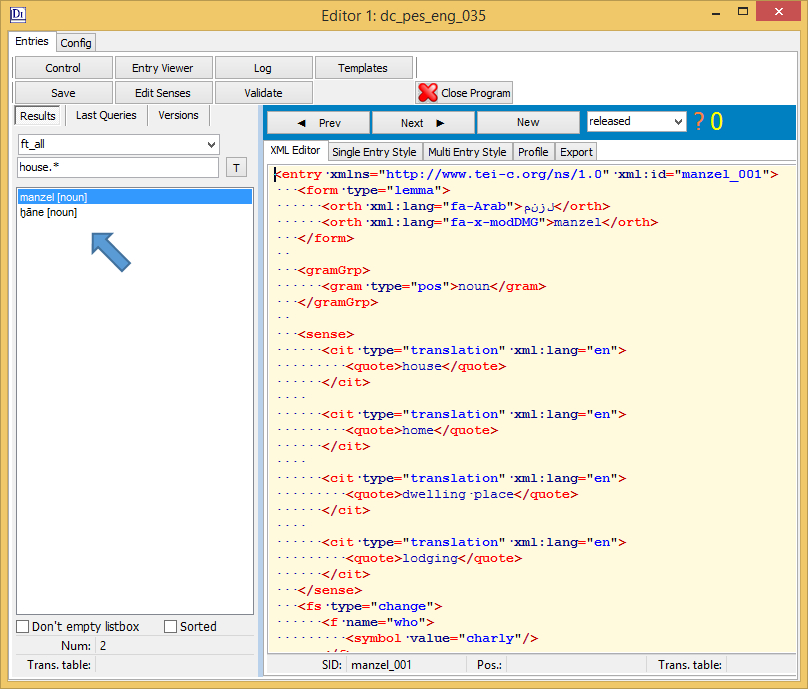 Editor 1: dc_pes_eng_035
Entries Config
Control Entry Viewer Log Templates
Save Edit Senses Validate Close Program
Results Last Queries Versions
ft_all
house.* T
manzel [noun]
ḫāne [noun]
Don't empty listbox Sorted
Num: 2
Trans. table:
◄ Prev Next ► New released ? 0
XML Editor Single Entry Style Multi Entry Style Profile Export
<entry xmlns="http://www.tei-c.org/ns/1.0" xml:id="manzel_001">
<form type="lemma">
<orth xml:lang="fa-Arab">لزنم</orth>
<orth xml:lang="fa-x-modDMG">manzel</orth>
</form>
<gramGrp>
<gram type="pos">noun</gram>
</gramGrp>
<sense>
<cit type="translation" xml:lang="en">
<quote>house</quote>
</cit>
<cit type="translation" xml:lang="en">
<quote>home</quote>
</cit>
<cit type="translation" xml:lang="en">
<quote>dwelling place</quote>
</cit>
<cit type="translation" xml:lang="en">
<quote>lodging</quote>
</cit>
</sense>
<fs type="change">
<f name="who">
<symbol value="charly"/>
SID: manzel_001 Pos.: Trans. table: